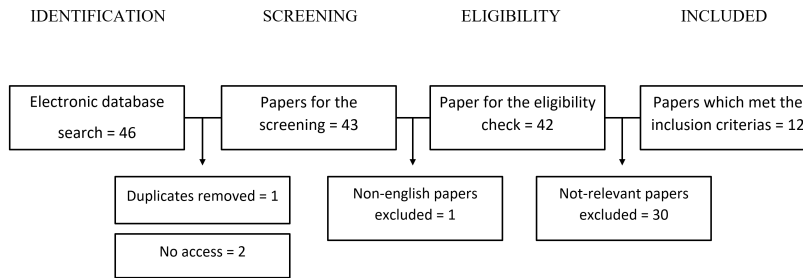 IDENTIFICATION
SCREENING
ELIGIBILITY
INCLUDED
Electronic database
search = 46
Papers for the
screening = 43
Paper for the eligibility
check = 42
Papers which met the
inclusion criterias = 12
Duplicates removed = 1
No access = 2
Non-english papers
excluded = 1
Not-relevant papers
excluded = 30